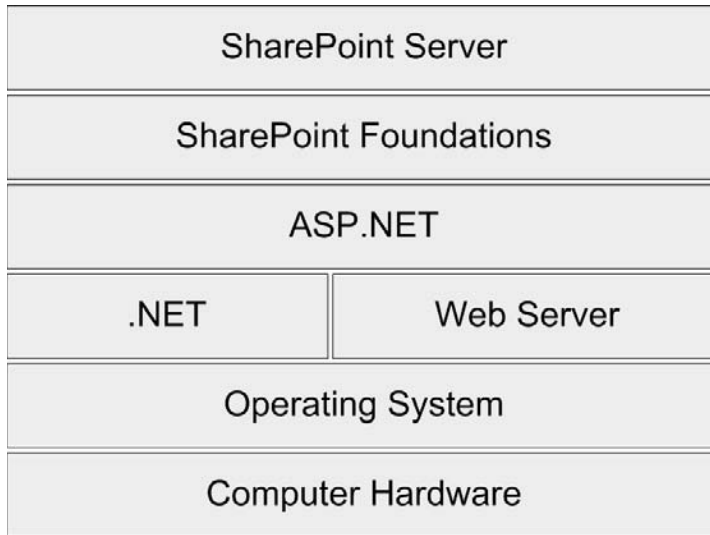 SharePoint Server
SharePoint Foundations
ASP.NET
.NET
Web Server
Operating System
Computer Hardware